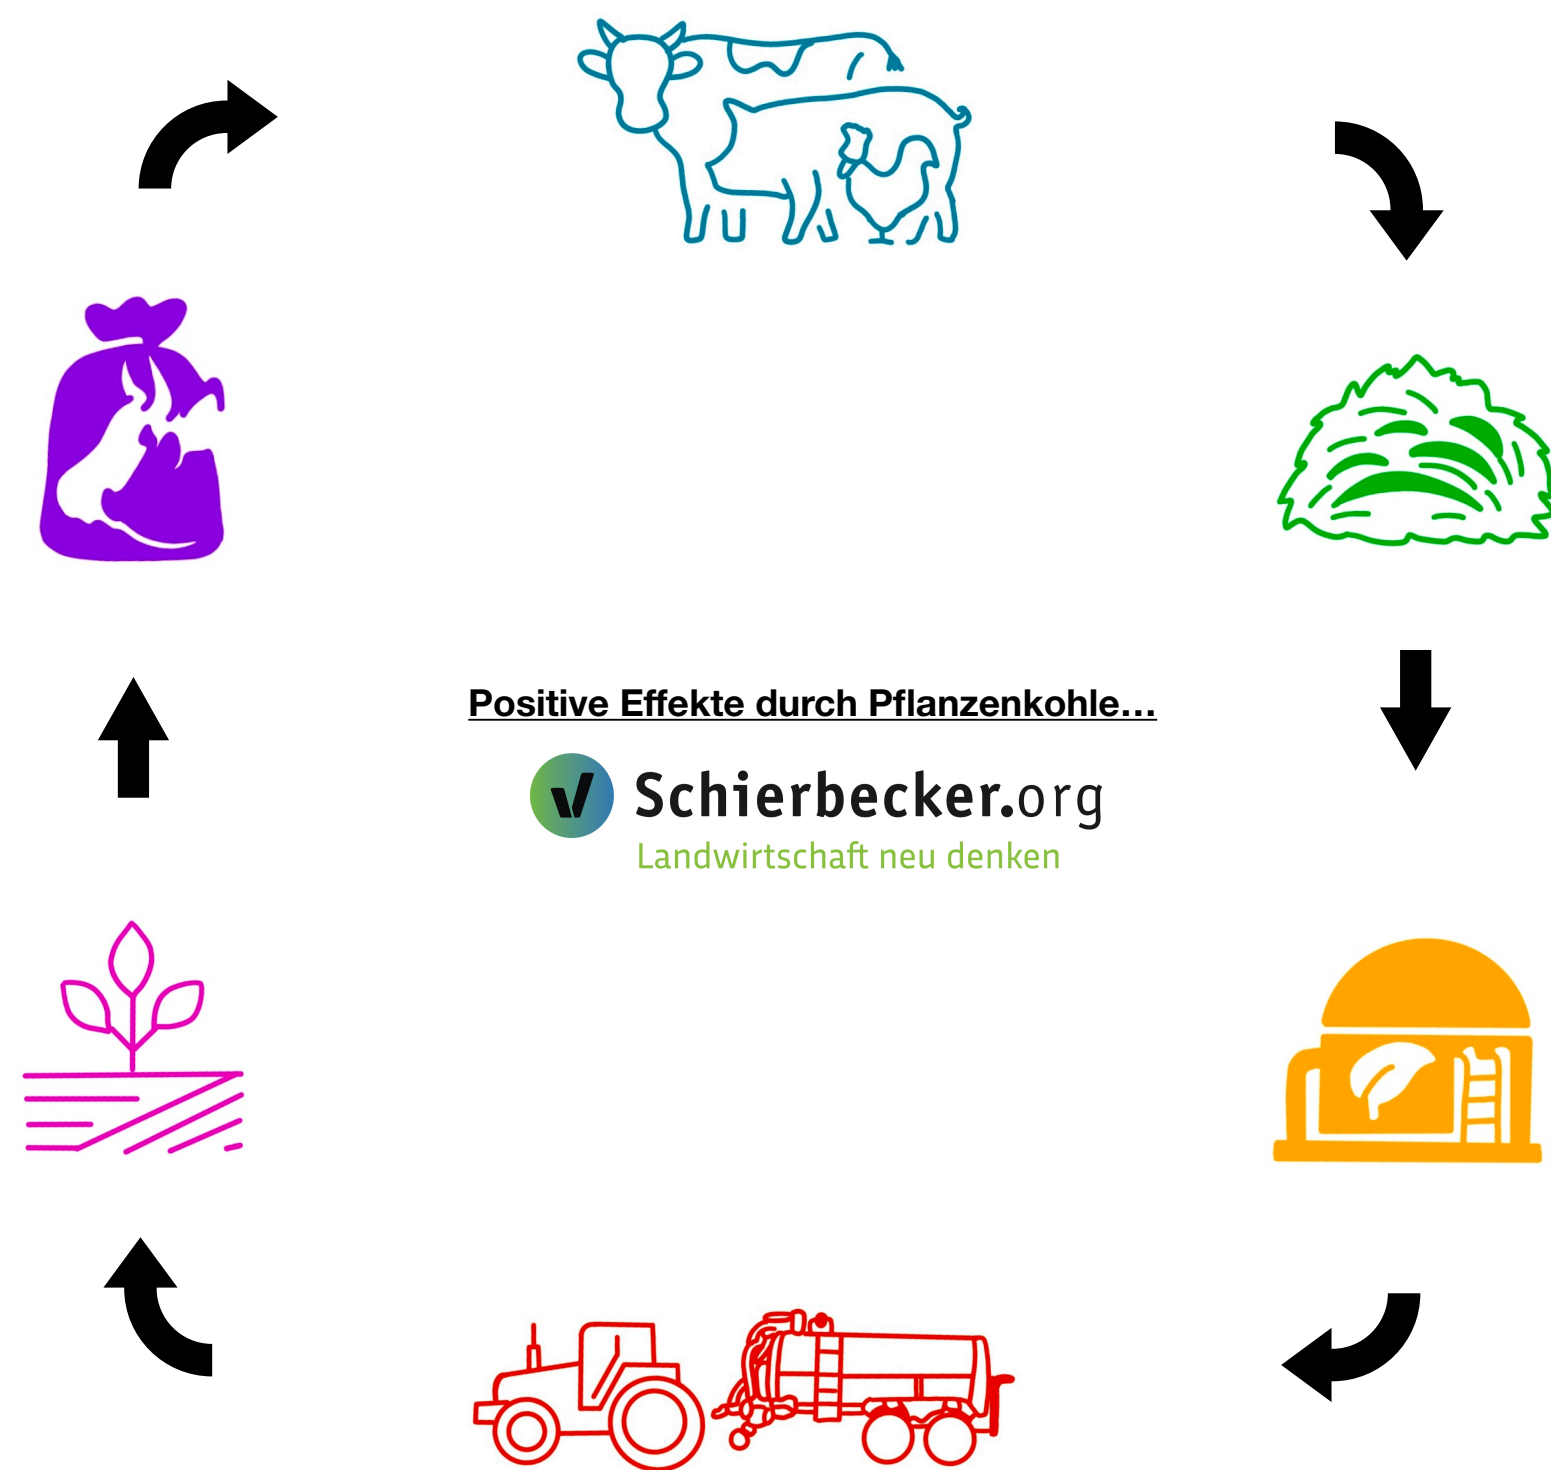 Positive Effekte durch Pflanzenkohle...
Schierbecker.org
Landwirtschaft neu denken